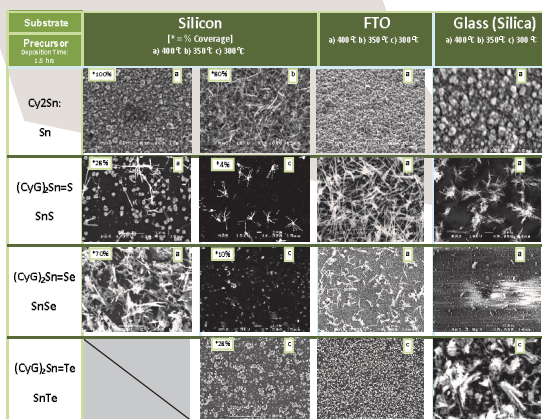 Substrate
Silicon
FTO
Glass (Silica)
Precursor
Deposition Time:
1.5 hrs
[* = % Coverage]
a) 400 ℃ b) 350 ℃ c) 300 ℃
a) 400 ℃ b) 350 ℃ c) 300 ℃
a) 400 ℃ b) 350 ℃ c) 300 ℃
Cy2Sn:
Sn
*100%
a
*80%
b
a
a
(CyG)2Sn=S
SnS
*28%
a
*4%
c
a
a
(CyG)2Sn=Se
SnSe
*70%
a
*10%
c
a
a
(CyG)2Sn=Te
SnTe
*28%
c
c
c